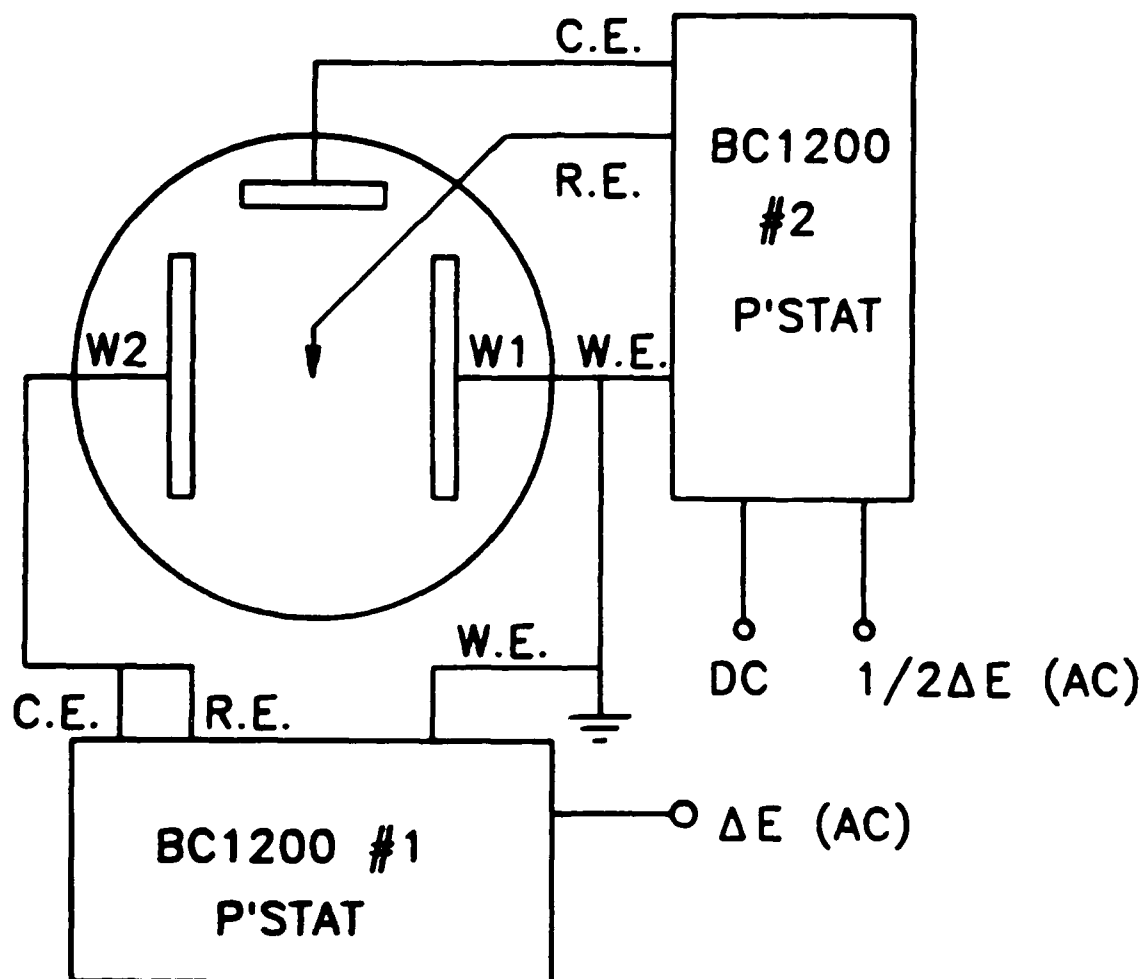 C.E.
BC1200
R.E.
#2
P'STAT
W2
W1
W.E.
W.E.
DC
1/2ΔE (AC)
C.E.
R.E.
ΔE (AC)
BC1200 #1
P'STAT